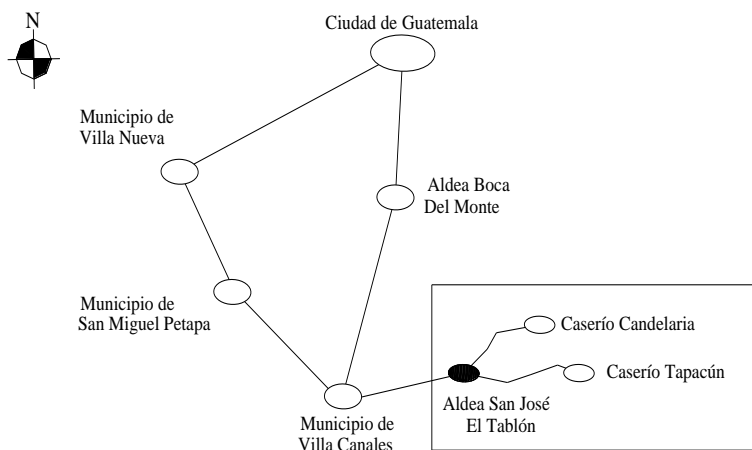 N
Ciudad de Guatemala
Municipio de
Villa Nueva
Aldea Boca
Del Monte
Municipio de
San Miguel Petapa
Caserío Candelaria
Caserío Tapacún
Aldea San José
El Tablón
Municipio de
Villa Canales